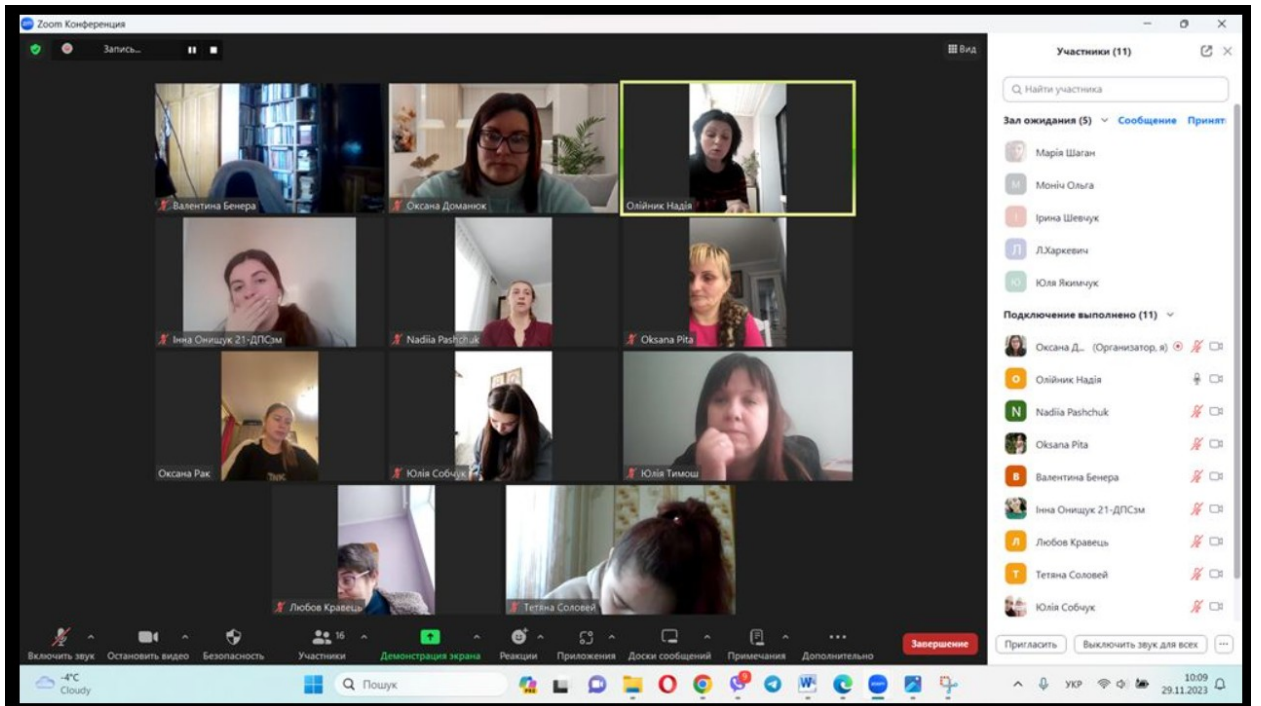 Zoom Конференция
Запись...
Вид
Валентина Бенера
Оксана Доманюк
Олійник Надія
Інна Онищук 21-ДПСзм
Nadiia Pashchuk
Oksana Pita
Оксана Рак
Юлія Собчук
Юлія Тимош
Любов Кравець
Тетяна Соловей
Участники (11)
Найти участника
Зал ожидания (5) Сообщение Принят
Марія Шаган
М Моніч Ольга
І Ірина Шевчук
Л Л.Харкевич
Ю Юля Якимчук
Подключение выполнено (11)
Оксана Д... (Организатор, я)
О Олійник Надія
N Nadiia Pashchuk
Oksana Pita
В Валентина Бенера
Інна Онищук 21-ДПСзм
Л Любов Кравець
Т Тетяна Соловей
Юлія Собчук
Пригласить Выключить звук для всех ...
16
Включить звук Остановить видео Безопасность Участники Демонстрация экрана Реакции Приложения Доски сообщений Примечания Дополнительно Завершение
-4°C
Cloudy
Пошук
УКР
10:09
29.11.2023